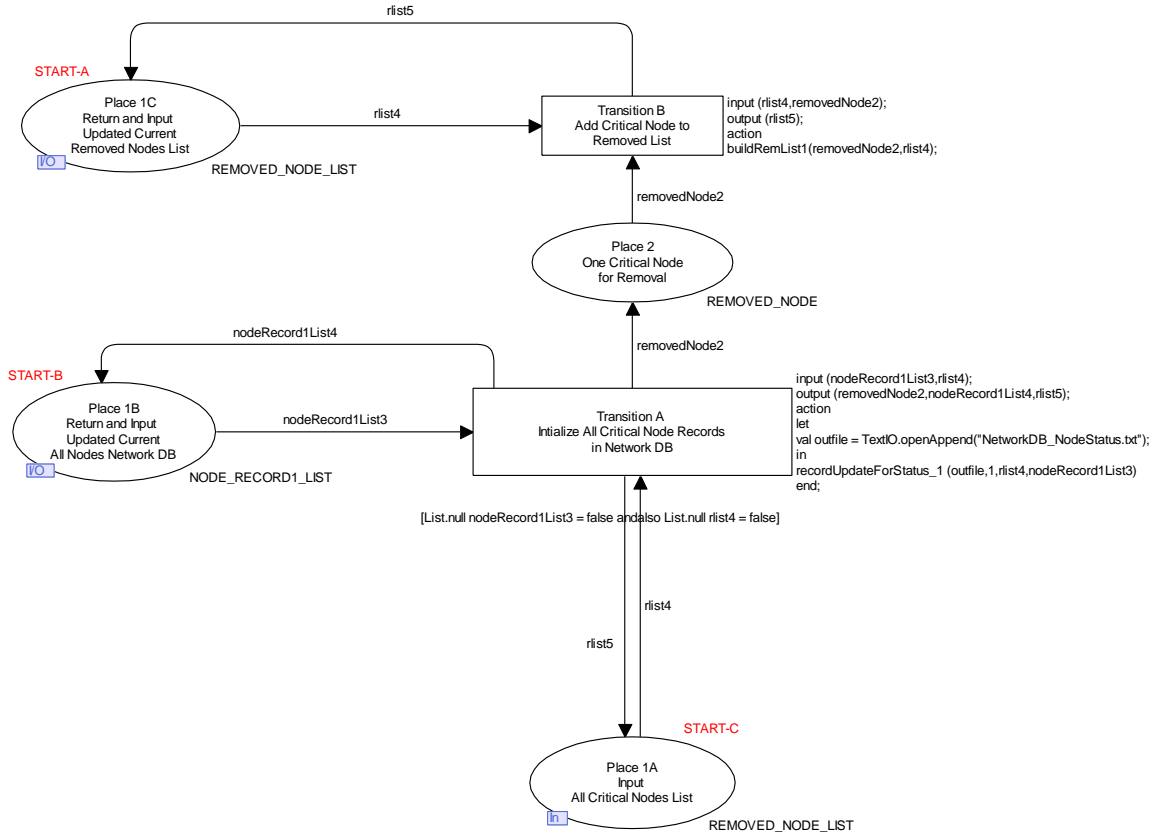 rlist5
START-A
Place 1C
Return and Input
Updated Current
Removed Nodes List
I/O
REMOVED_NODE_LIST
rlist4
Transition B
Add Critical Node to
Removed List
input (rlist4,removedNode2);
output (rlist5);
action
buildRemList1(removedNode2,rlist4);
removedNode2
Place 2
One Critical Node
for Removal
REMOVED_NODE
removedNode2
nodeRecord1List4
START-B
Place 1B
Return and Input
Updated Current
All Nodes Network DB
I/O
NODE_RECORD1_LIST
nodeRecord1List3
Transition A
Intialize All Critical Node Records
in Network DB
input (nodeRecord1List3,rlist4);
output (removedNode2,nodeRecord1List4,rlist5);
action
let
val outfile = TextIO.openAppend("NetworkDB_NodeStatus.txt");
in
recordUpdateForStatus_1 (outfile,1,rlist4,nodeRecord1List3)
end;
[List.null nodeRecord1List3 = false andalso List.null rlist4 = false]
rlist4
rlist5
START-C
Place 1A
Input
All Critical Nodes List
In
REMOVED_NODE_LIST